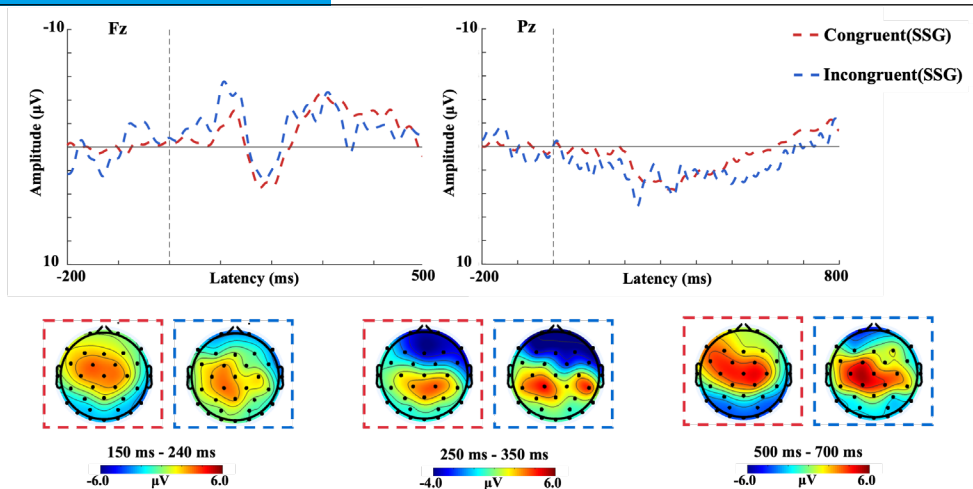 -10
Fz
Amplitude (μV)
10
-200
Latency (ms)
500
-10
Pz
Amplitude (μV)
10
-200
Latency (ms)
800
Congruent(SSG)
Incongruent(SSG)
150 ms - 240 ms
-6.0
μV
6.0
250 ms - 350 ms
-4.0
μV
6.0
500 ms - 700 ms
-6.0
μV
6.0